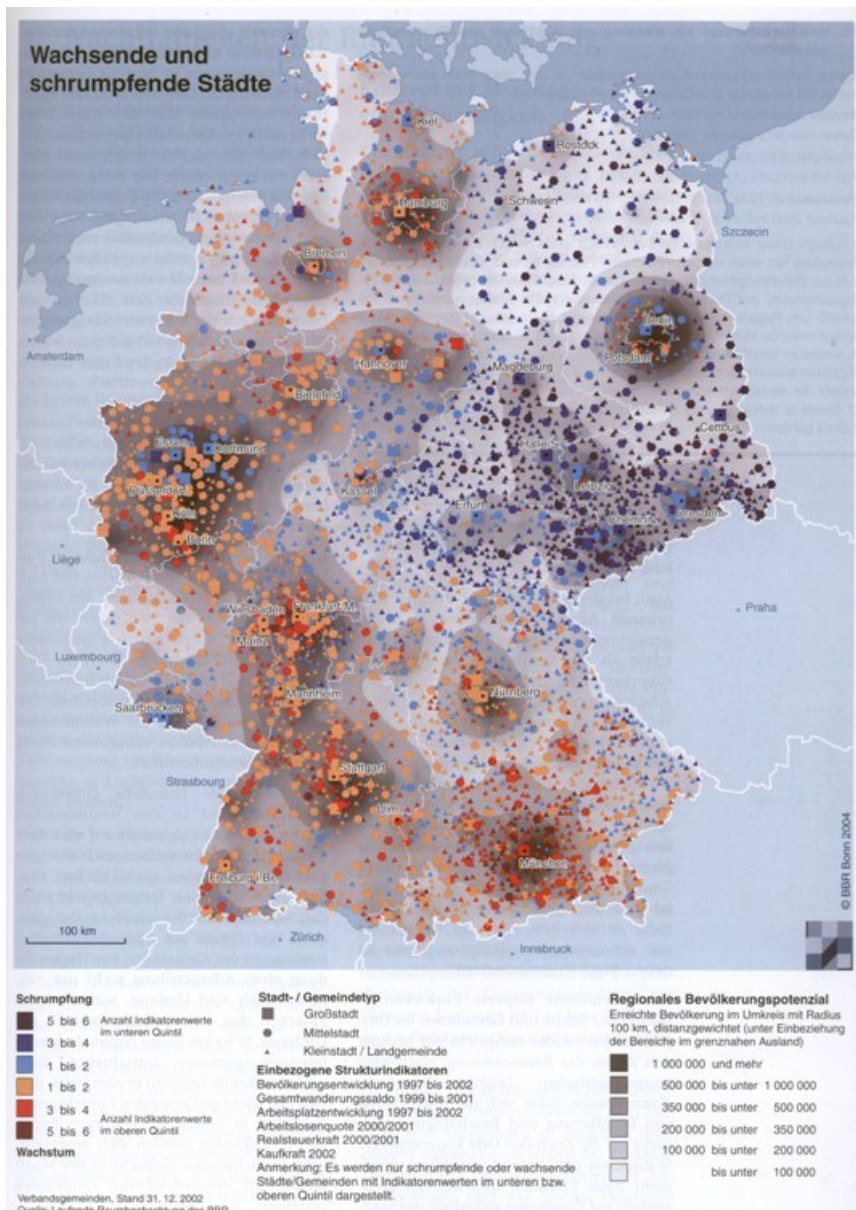 Wachsende und
schrumpfende Städte
Kiel
Rostock
Hamburg
Schwerin
Szczecin
Bremen
Berlin
Potsdam
Amsterdam
Hannover
Magdeburg
Bielefeld
Cottbus
Essen
Dortmund
Halle/S.
Leipzig
Düsseldorf
Kassel
Erfurt
Dresden
Chemnitz
Köln
Bonn
Liège
Wiesbaden
Frankfurt/M.
Mainz
Praha
Luxembourg
Mannheim
Nürnberg
Saarbrücken
Stuttgart
Strasbourg
Ulm
München
Freiburg i.Br.
100 km
Zürich
Innsbruck
© BBR Bonn 2004
Schrumpfung
5 bis 6
3 bis 4
Anzahl Indikatorenwerte
im unteren Quintil
1 bis 2
1 bis 2
3 bis 4
5 bis 6
Anzahl Indikatorenwerte
im oberen Quintil
Wachstum
Verbandsgemeinden, Stand 31. 12. 2002
Quelle: Laufende Raumbeobachtung des BBR
Stadt- / Gemeindetyp
Großstadt
Mittelstadt
Kleinstadt / Landgemeinde
Einbezogene Strukturindikatoren
Bevölkerungsentwicklung 1997 bis 2002
Gesamtwanderungssaldo 1999 bis 2001
Arbeitsplatzentwicklung 1997 bis 2002
Arbeitslosenquote 2000/2001
Realsteuerkraft 2000/2001
Kaufkraft 2002
Anmerkung: Es werden nur schrumpfende oder wachsende
Städte/Gemeinden mit Indikatorenwerten im unteren bzw.
oberen Quintil dargestellt.
Regionales Bevölkerungspotenzial
Erreichte Bevölkerung im Umkreis mit Radius
100 km, distanzgewichtet (unter Einbeziehung
der Bereiche im grenznahen Ausland)
1 000 000 und mehr
500 000 bis unter 1 000 000
350 000 bis unter 500 000
200 000 bis unter 350 000
100 000 bis unter 200 000
bis unter 100 000